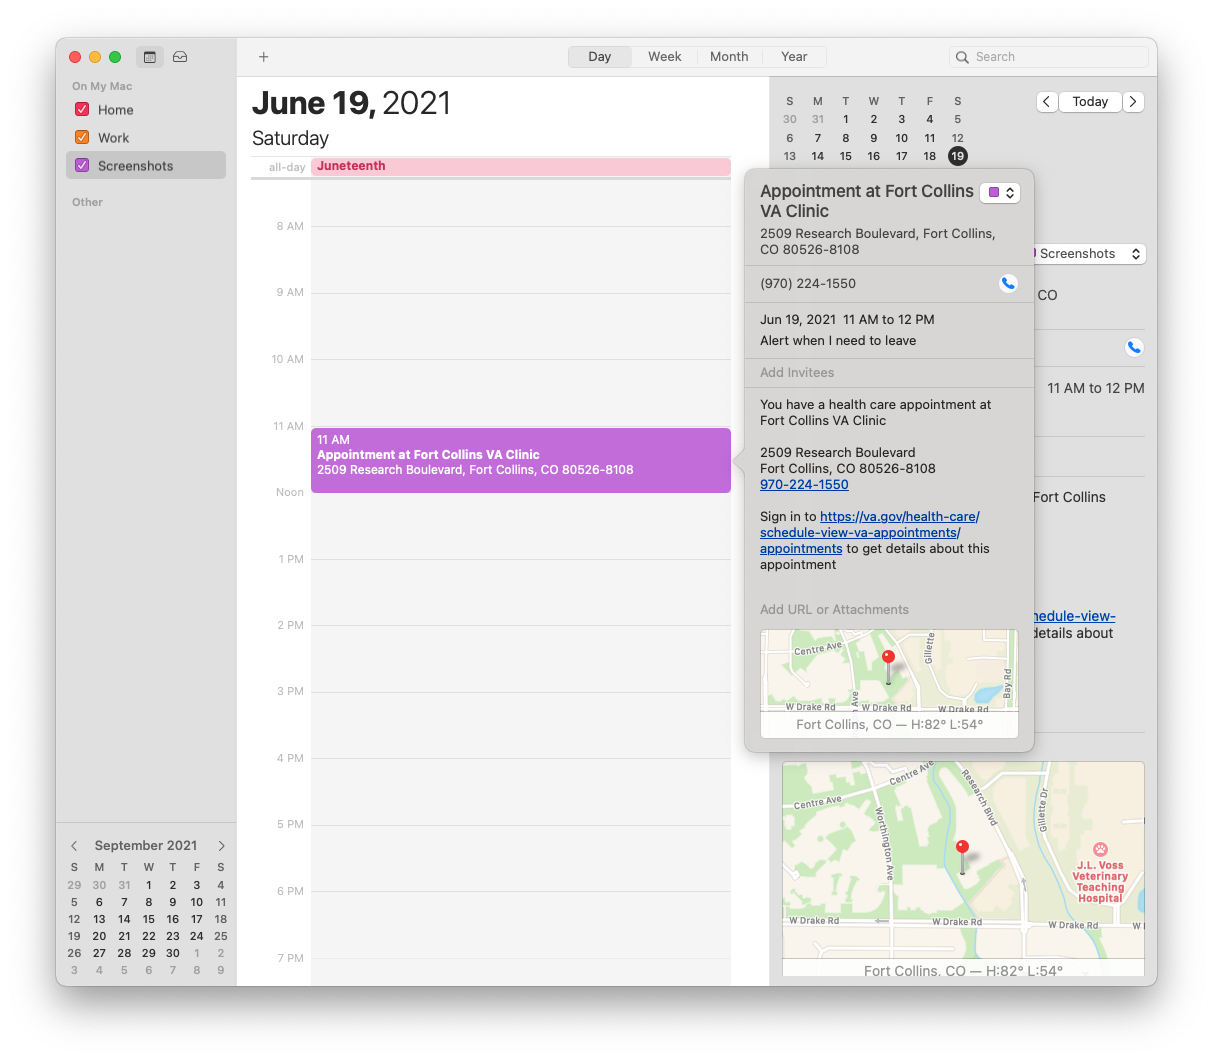 On My Mac
Home
Work
Screenshots
Other
September 2021
S M T W T F S
29 30 31 1 2 3 4
5 6 7 8 9 10 11
12 13 14 15 16 17 18
19 20 21 22 23 24 25
26 27 28 29 30 1 2
3 4 5 6 7 8 9
+
Day Week Month Year
Search
June 19, 2021
Saturday
all-day Juneteenth
8 AM
9 AM
10 AM
11 AM
11 AM
Appointment at Fort Collins VA Clinic
2509 Research Boulevard, Fort Collins, CO 80526-8108
Noon
1 PM
2 PM
3 PM
4 PM
5 PM
6 PM
7 PM
S M T W T F S
30 31 1 2 3 4 5
6 7 8 9 10 11 12
13 14 15 16 17 18 19
Today
Appointment at Fort Collins
VA Clinic
2509 Research Boulevard, Fort Collins,
CO 80526-8108
(970) 224-1550
Jun 19, 2021 11 AM to 12 PM
Alert when I need to leave
Add Invitees
You have a health care appointment at
Fort Collins VA Clinic
2509 Research Boulevard
Fort Collins, CO 80526-8108
970-224-1550
Sign in to https://va.gov/health-care/
schedule-view-va-appointments/
appointments to get details about this
appointment
Add URL or Attachments
Centre Ave
Gillette
Bay Rd
Ave
W Drake Rd
W Drake Rd
W Drake Rd
Fort Collins, CO — H:82° L:54°
Screenshots
CO
11 AM to 12 PM
Fort Collins
hedule-view-
details about
Centre Ave
Centre Ave
Research Blvd
Gillette Dr
Worthington Ave
J.L. Voss
Veterinary
Teaching
Hospital
W Drake Rd
W Drake Rd
W Drake Rd
W
Fort Collins, CO — H:82° L:54°